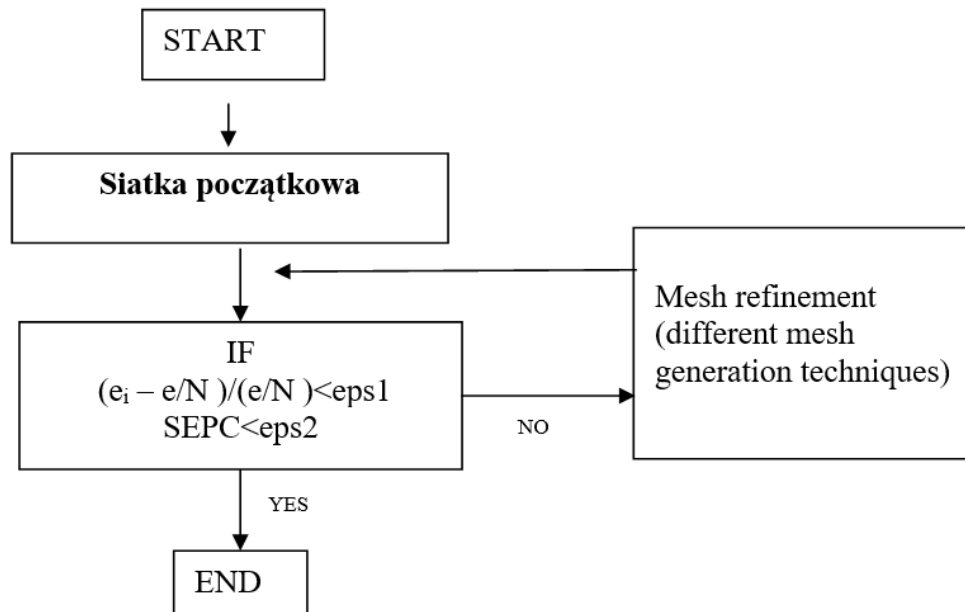 START
Siatka początkowa
IF
(eᵢ – e/N )/(e/N )<eps1
SEPC<eps2
NO
Mesh refinement
(different mesh
generation techniques)
YES
END